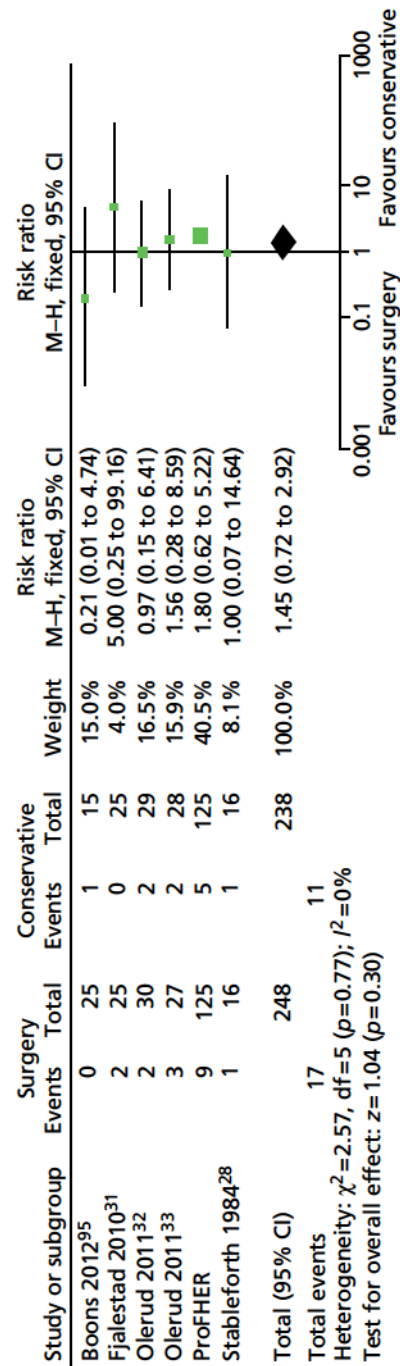 Surgery Conservative Risk ratio Risk ratio
Study or subgroup Events Total Events Total Weight M–H, fixed, 95% CI M–H, fixed, 95% CI
Boons 2012⁹⁵ 0 25 1 15 15.0% 0.21 (0.01 to 4.74)
Fjalestad 2010³¹ 2 25 0 25 4.0% 5.00 (0.25 to 99.16)
Olerud 2011³² 2 30 2 29 16.5% 0.97 (0.15 to 6.41)
Olerud 2011³³ 3 27 2 28 15.9% 1.56 (0.28 to 8.59)
ProFHER 9 125 5 125 40.5% 1.80 (0.62 to 5.22)
Stableforth 1984²⁸ 1 16 1 16 8.1% 1.00 (0.07 to 14.64)
Total (95% CI) 248 238 100.0% 1.45 (0.72 to 2.92)
Total events 17 11
Heterogeneity: χ²=2.57, df=5 (p=0.77); I²=0%
Test for overall effect: z=1.04 (p=0.30)
0.001 0.1 1 10 1000
Favours surgery Favours conservative